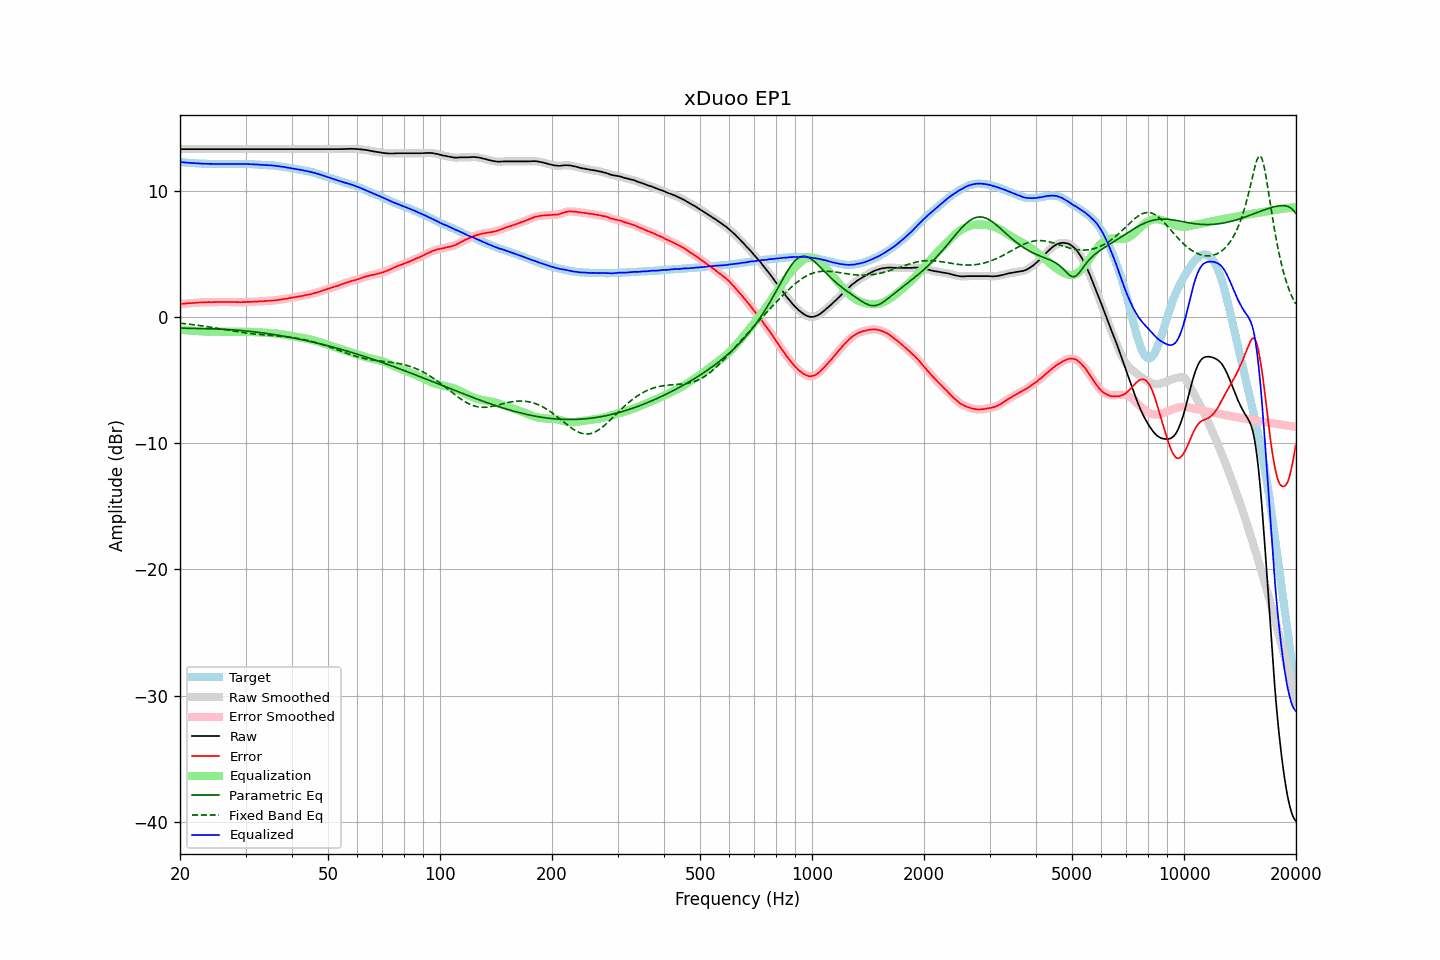 xDuoo EP1
Amplitude (dBr)
10
0
−10
−20
−30
−40
Target
Raw Smoothed
Error Smoothed
Raw
Error
Equalization
Parametric Eq
Fixed Band Eq
Equalized
20 50 100 200 500 1000 2000 5000 10000 20000
Frequency (Hz)